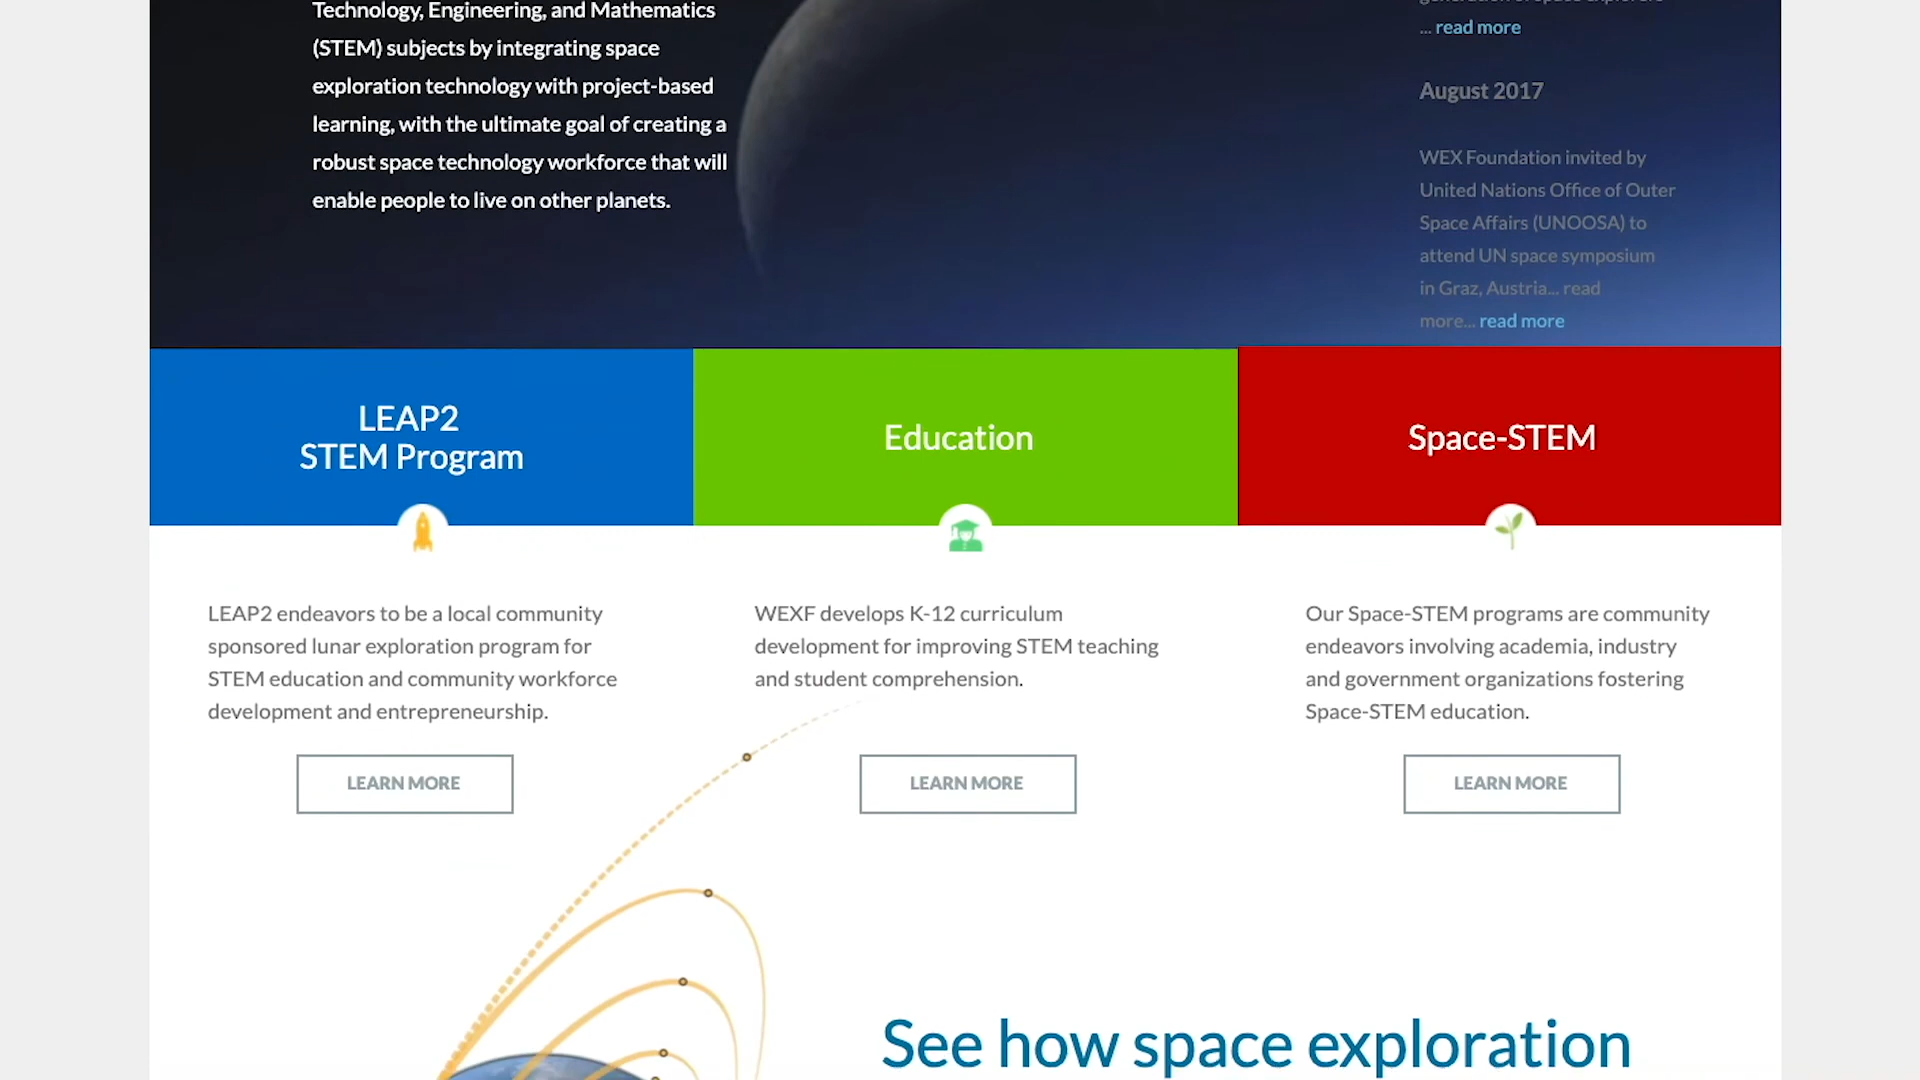 Technology, Engineering, and Mathematics
(STEM) subjects by integrating space
exploration technology with project-based
learning, with the ultimate goal of creating a
robust space technology workforce that will
enable people to live on other planets.
... read more
August 2017
WEX Foundation invited by
United Nations Office of Outer
Space Affairs (UNOOSA) to
attend UN space symposium
in Graz, Austria... read
more... read more
LEAP2
STEM Program
Education
Space-STEM
LEAP2 endeavors to be a local community
sponsored lunar exploration program for
STEM education and community workforce
development and entrepreneurship.
LEARN MORE
WEXF develops K-12 curriculum
development for improving STEM teaching
and student comprehension.
LEARN MORE
Our Space-STEM programs are community
endeavors involving academia, industry
and government organizations fostering
Space-STEM education.
LEARN MORE
See how space exploration